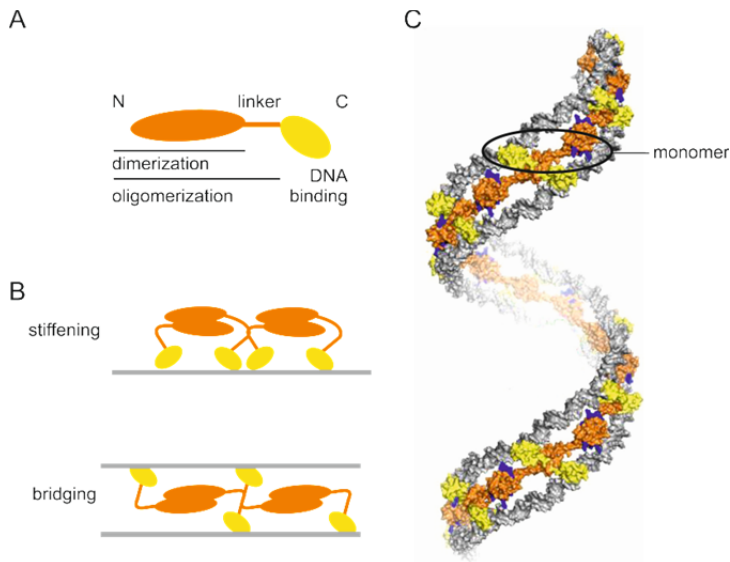 A
N
linker
C
dimerization
oligomerization
DNA
binding
B
stiffening
bridging
C
monomer